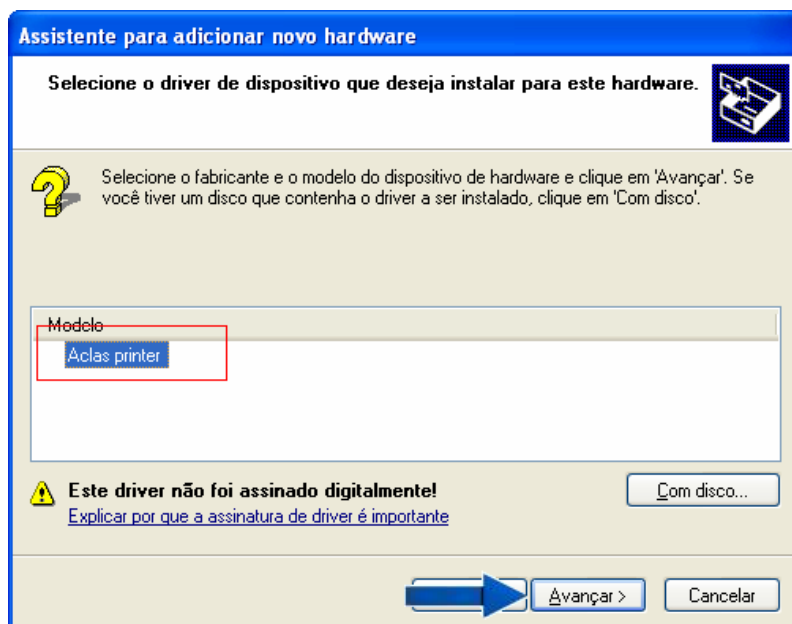 Assistente para adicionar novo hardware
Selecione o driver de dispositivo que deseja instalar para este hardware.
Selecione o fabricante e o modelo do dispositivo de hardware e clique em 'Avançar'. Se
você tiver um disco que contenha o driver a ser instalado, clique em 'Com disco'.
Modelo
Aclas printer
Este driver não foi assinado digitalmente!
Com disco...
Explicar por que a assinatura de driver é importante
Avançar >
Cancelar